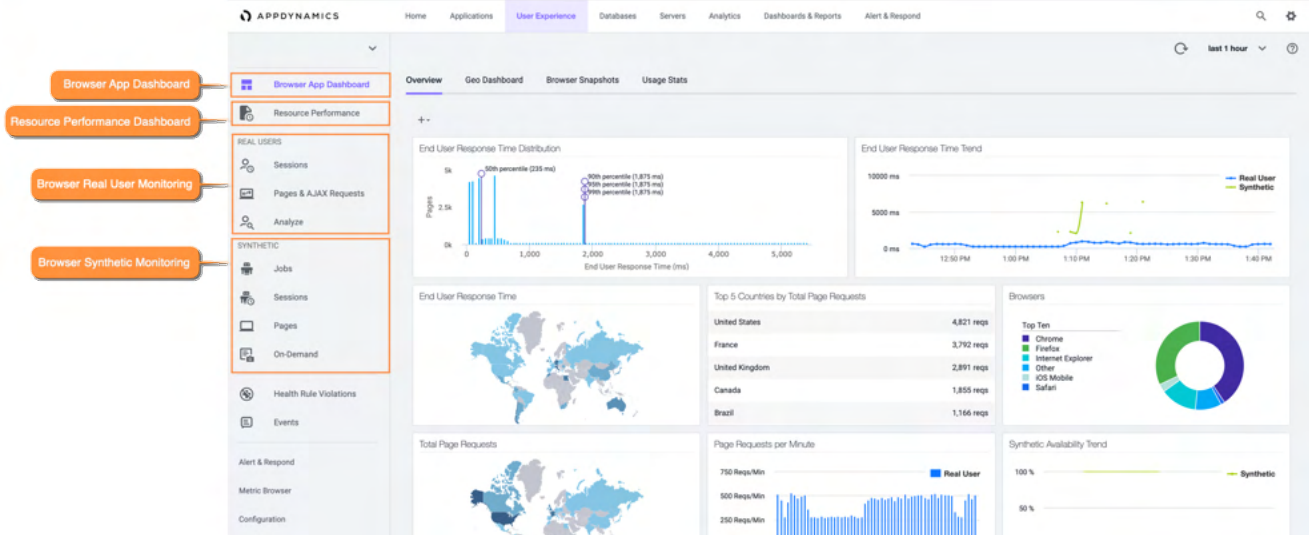 APPDYNAMICS
Home Applications User Experience Databases Servers Analytics Dashboards & Reports Alert & Respond
last 1 hour
Browser App Dashboard
Resource Performance Dashboard
Browser Real User Monitoring
Browser Synthetic Monitoring
Browser App Dashboard
Resource Performance
REAL USERS
Sessions
Pages & AJAX Requests
Analyze
SYNTHETIC
Jobs
Sessions
Pages
On-Demand
Health Rule Violations
Events
Alert & Respond
Metric Browser
Configuration
Overview Geo Dashboard Browser Snapshots Usage Stats
End User Response Time Distribution
50th percentile (235 ms)
90th percentile (1,875 ms)
95th percentile (1,875 ms)
99th percentile (1,875 ms)
5k
2.5k
0k
Pages
0 1,000 2,000 3,000 4,000 5,000
End User Response Time (ms)
End User Response Time Trend
10000 ms
5000 ms
0 ms
Real User
Synthetic
12:50 PM 1:00 PM 1:10 PM 1:20 PM 1:30 PM 1:40 PM
End User Response Time
Top 5 Countries by Total Page Requests
United States 4,821 reqs
France 3,792 reqs
United Kingdom 2,891 reqs
Canada 1,855 reqs
Brazil 1,166 reqs
Browsers
Top Ten
Chrome
Firefox
Internet Explorer
Other
iOS Mobile
Safari
Total Page Requests
Page Requests per Minute
750 Reqs/Min
500 Reqs/Min
250 Reqs/Min
Real User
Synthetic Availability Trend
100 %
50 %
Synthetic